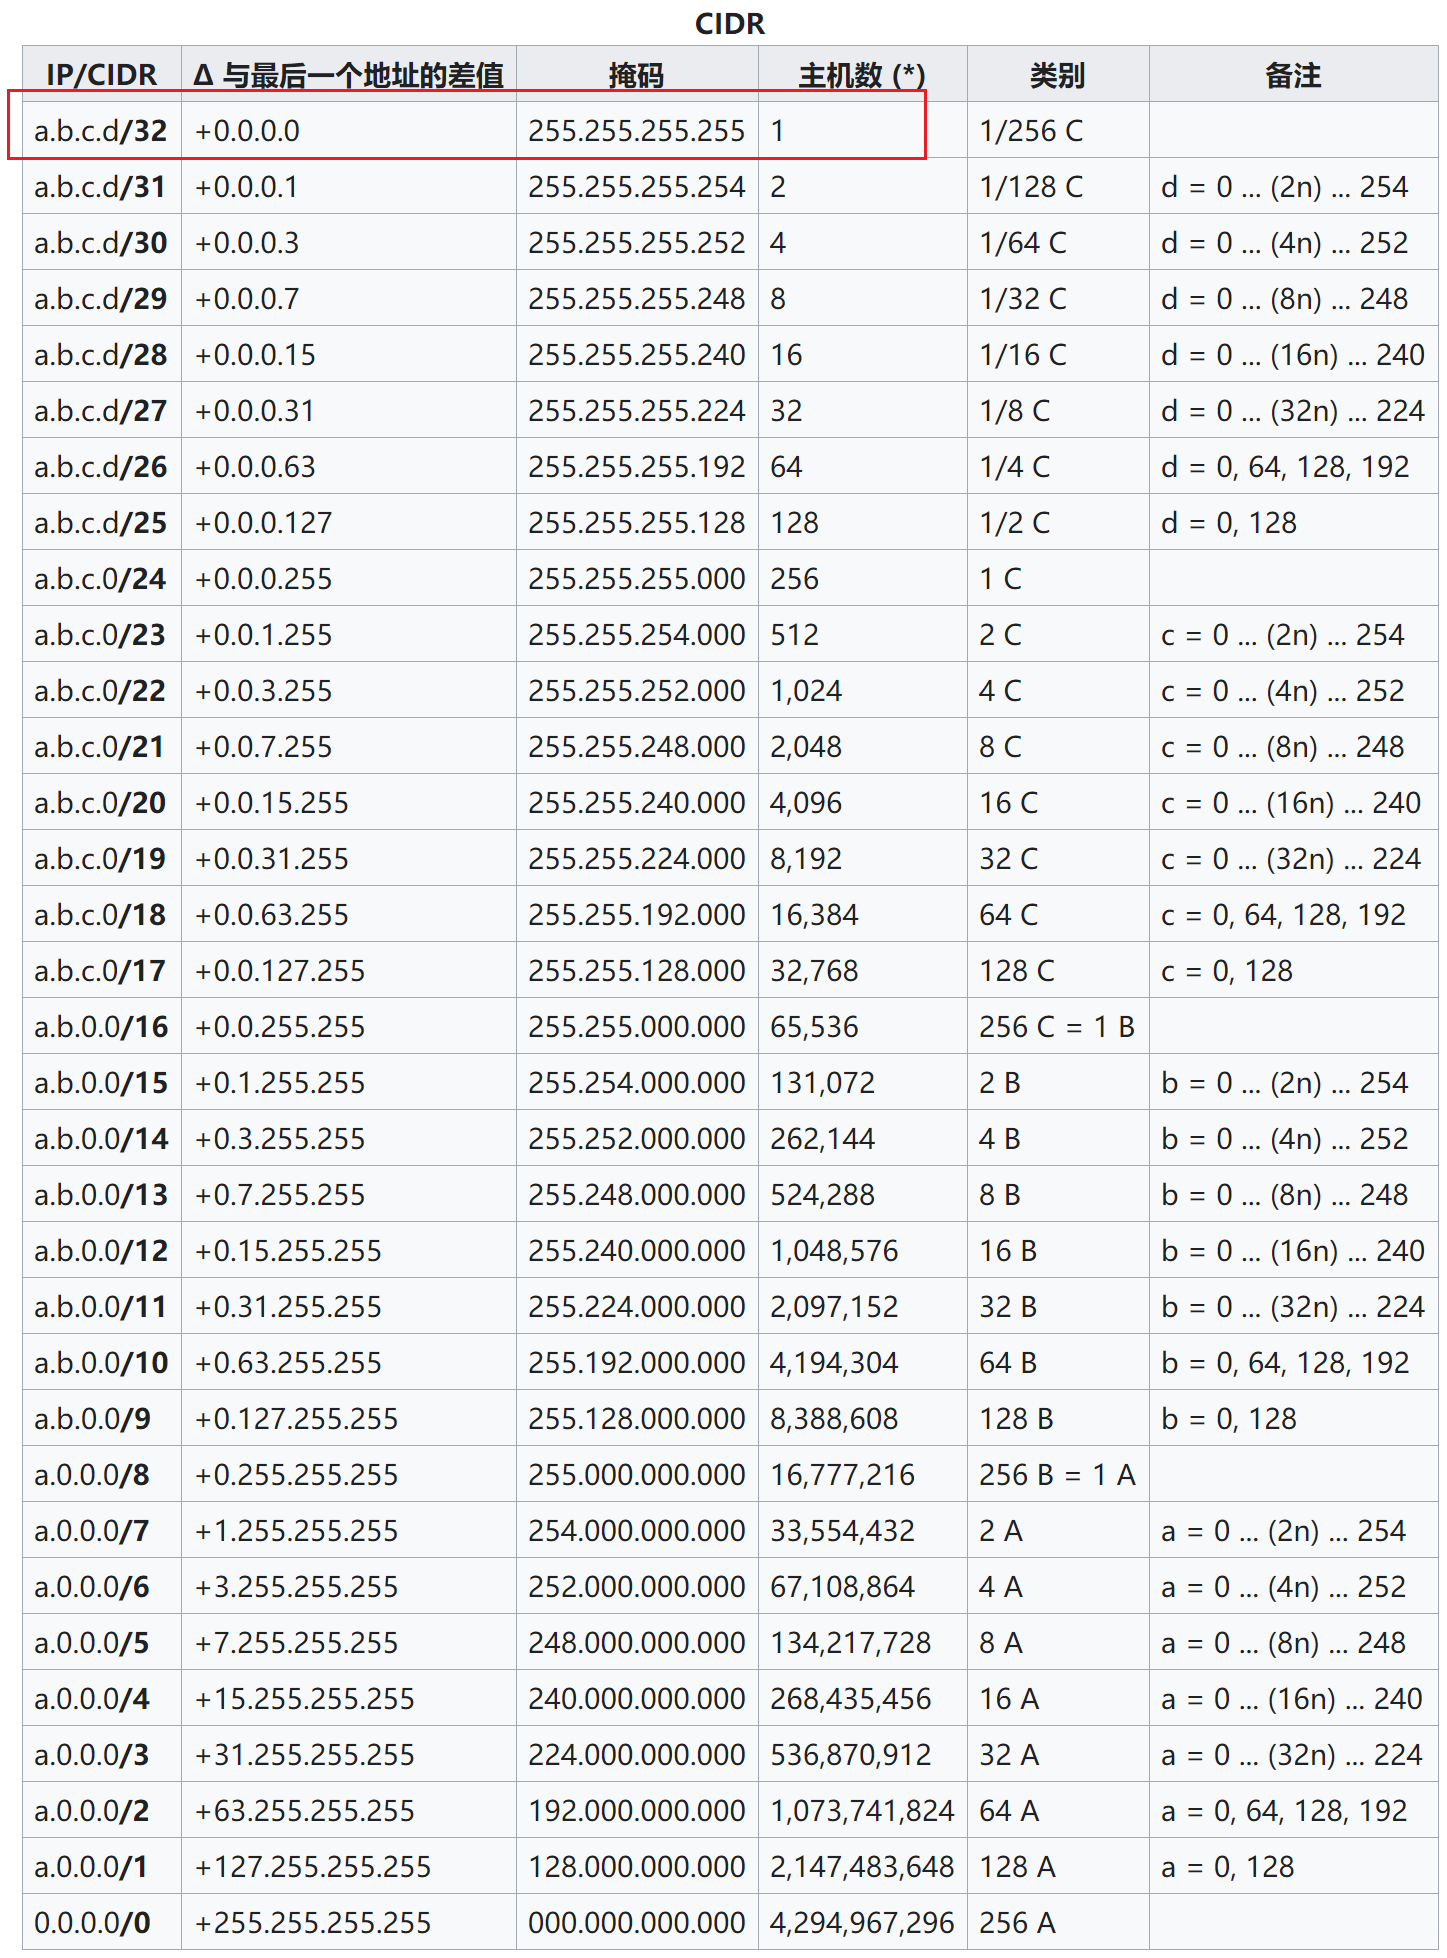 CIDR
IP/CIDR Δ 与最后一个地址的差值 掩码 主机数 (*) 类别 备注
a.b.c.d/32 +0.0.0.0 255.255.255.255 1 1/256 C
a.b.c.d/31 +0.0.0.1 255.255.255.254 2 1/128 C d = 0 ... (2n) ... 254
a.b.c.d/30 +0.0.0.3 255.255.255.252 4 1/64 C d = 0 ... (4n) ... 252
a.b.c.d/29 +0.0.0.7 255.255.255.248 8 1/32 C d = 0 ... (8n) ... 248
a.b.c.d/28 +0.0.0.15 255.255.255.240 16 1/16 C d = 0 ... (16n) ... 240
a.b.c.d/27 +0.0.0.31 255.255.255.224 32 1/8 C d = 0 ... (32n) ... 224
a.b.c.d/26 +0.0.0.63 255.255.255.192 64 1/4 C d = 0, 64, 128, 192
a.b.c.d/25 +0.0.0.127 255.255.255.128 128 1/2 C d = 0, 128
a.b.c.0/24 +0.0.0.255 255.255.255.000 256 1 C
a.b.c.0/23 +0.0.1.255 255.255.254.000 512 2 C c = 0 ... (2n) ... 254
a.b.c.0/22 +0.0.3.255 255.255.252.000 1,024 4 C c = 0 ... (4n) ... 252
a.b.c.0/21 +0.0.7.255 255.255.248.000 2,048 8 C c = 0 ... (8n) ... 248
a.b.c.0/20 +0.0.15.255 255.255.240.000 4,096 16 C c = 0 ... (16n) ... 240
a.b.c.0/19 +0.0.31.255 255.255.224.000 8,192 32 C c = 0 ... (32n) ... 224
a.b.c.0/18 +0.0.63.255 255.255.192.000 16,384 64 C c = 0, 64, 128, 192
a.b.c.0/17 +0.0.127.255 255.255.128.000 32,768 128 C c = 0, 128
a.b.0.0/16 +0.0.255.255 255.255.000.000 65,536 256 C = 1 B
a.b.0.0/15 +0.1.255.255 255.254.000.000 131,072 2 B b = 0 ... (2n) ... 254
a.b.0.0/14 +0.3.255.255 255.252.000.000 262,144 4 B b = 0 ... (4n) ... 252
a.b.0.0/13 +0.7.255.255 255.248.000.000 524,288 8 B b = 0 ... (8n) ... 248
a.b.0.0/12 +0.15.255.255 255.240.000.000 1,048,576 16 B b = 0 ... (16n) ... 240
a.b.0.0/11 +0.31.255.255 255.224.000.000 2,097,152 32 B b = 0 ... (32n) ... 224
a.b.0.0/10 +0.63.255.255 255.192.000.000 4,194,304 64 B b = 0, 64, 128, 192
a.b.0.0/9 +0.127.255.255 255.128.000.000 8,388,608 128 B b = 0, 128
a.0.0.0/8 +0.255.255.255 255.000.000.000 16,777,216 256 B = 1 A
a.0.0.0/7 +1.255.255.255 254.000.000.000 33,554,432 2 A a = 0 ... (2n) ... 254
a.0.0.0/6 +3.255.255.255 252.000.000.000 67,108,864 4 A a = 0 ... (4n) ... 252
a.0.0.0/5 +7.255.255.255 248.000.000.000 134,217,728 8 A a = 0 ... (8n) ... 248
a.0.0.0/4 +15.255.255.255 240.000.000.000 268,435,456 16 A a = 0 ... (16n) ... 240
a.0.0.0/3 +31.255.255.255 224.000.000.000 536,870,912 32 A a = 0 ... (32n) ... 224
a.0.0.0/2 +63.255.255.255 192.000.000.000 1,073,741,824 64 A a = 0, 64, 128, 192
a.0.0.0/1 +127.255.255.255 128.000.000.000 2,147,483,648 128 A a = 0, 128
0.0.0.0/0 +255.255.255.255 000.000.000.000 4,294,967,296 256 A